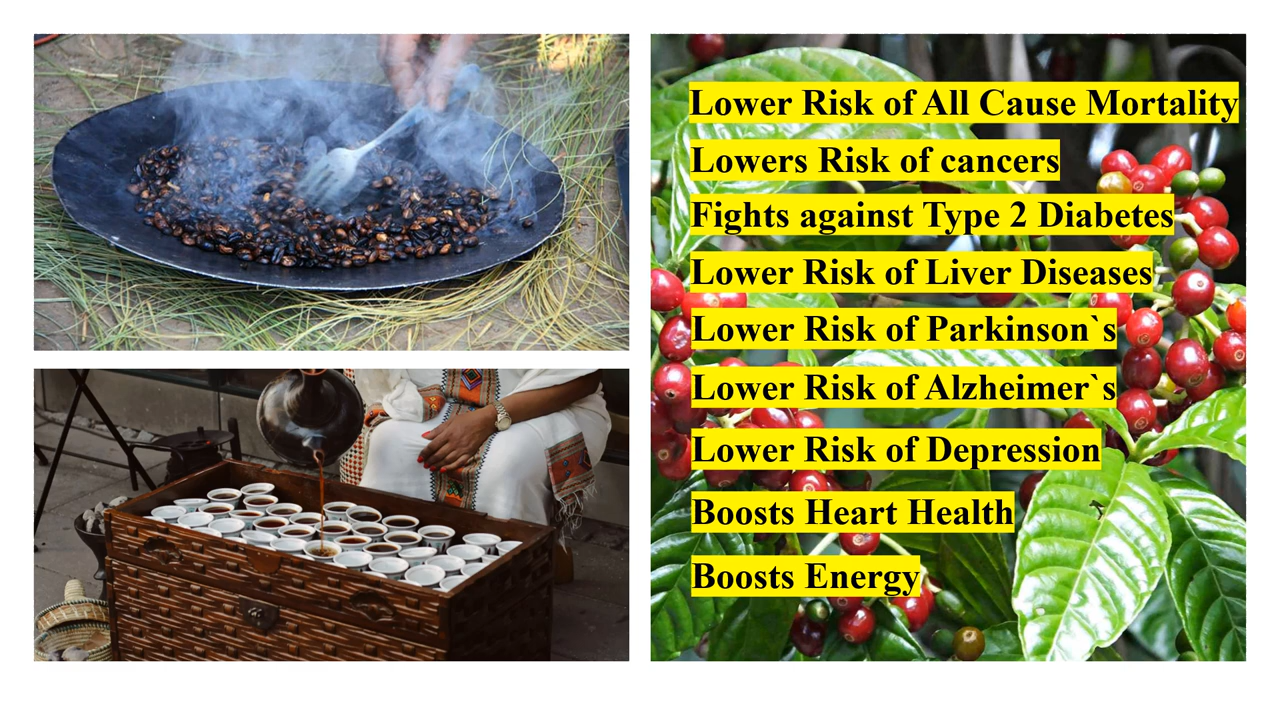 Lower Risk of All Cause Mortality
Lowers Risk of cancers
Fights against Type 2 Diabetes
Lower Risk of Liver Diseases
Lower Risk of Parkinson`s
Lower Risk of Alzheimer`s
Lower Risk of Depression
Boosts Heart Health
Boosts Energy